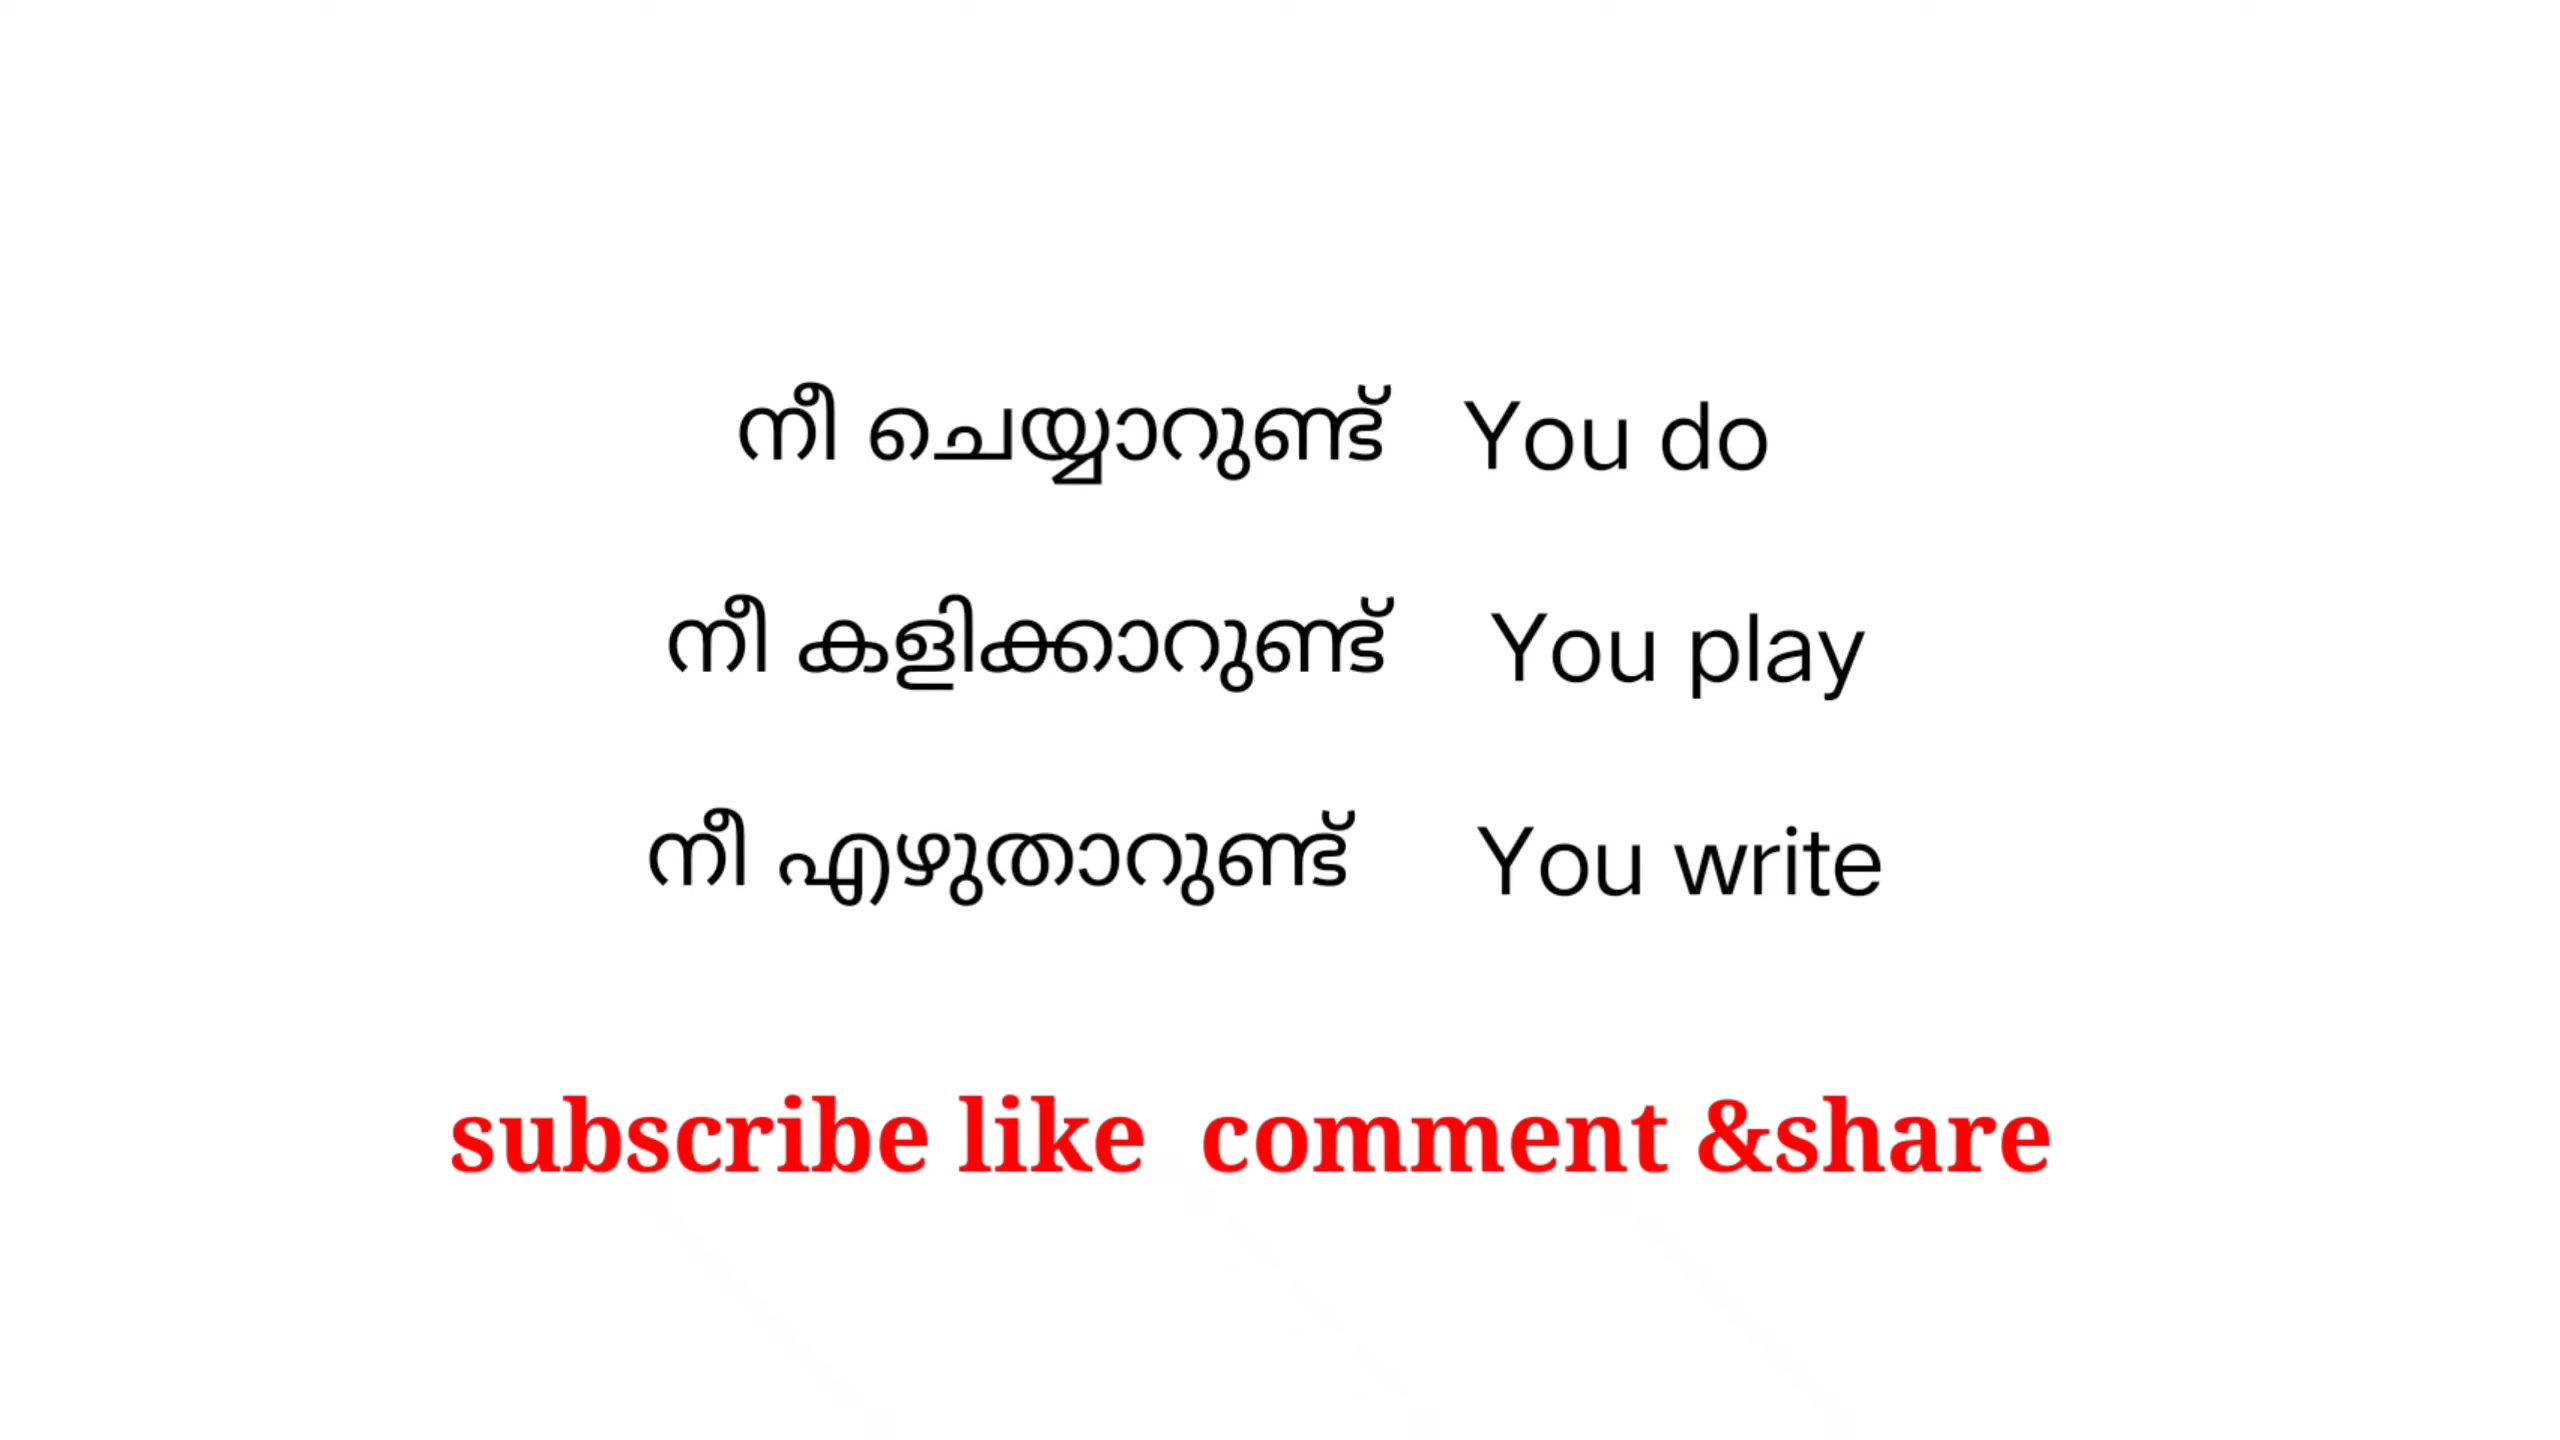 നീ ചെയ്യാറുണ്ട് You do
നീ കളിക്കാറുണ്ട് You play
നീ എഴുതാറുണ്ട് You write
subscribe like comment &share